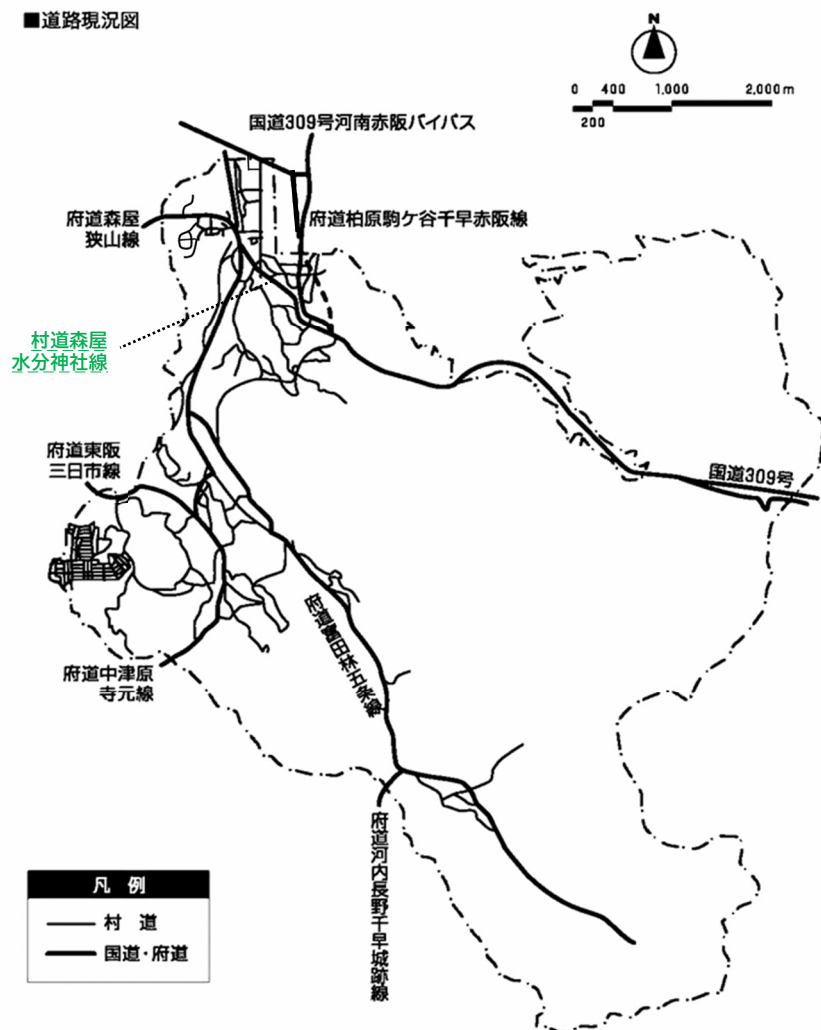 ■道路現況図
N
0 400 1,000 2,000m
200
国道309号河南赤阪バイパス
府道森屋
狭山線
府道柏原駒ケ谷千早赤阪線
村道森屋
水分神社線
府道東阪
三日市線
国道309号
府道富田林五条線
府道中津原
寺元線
府道河内長野千早城跡線
凡 例
村 道
国道・府道